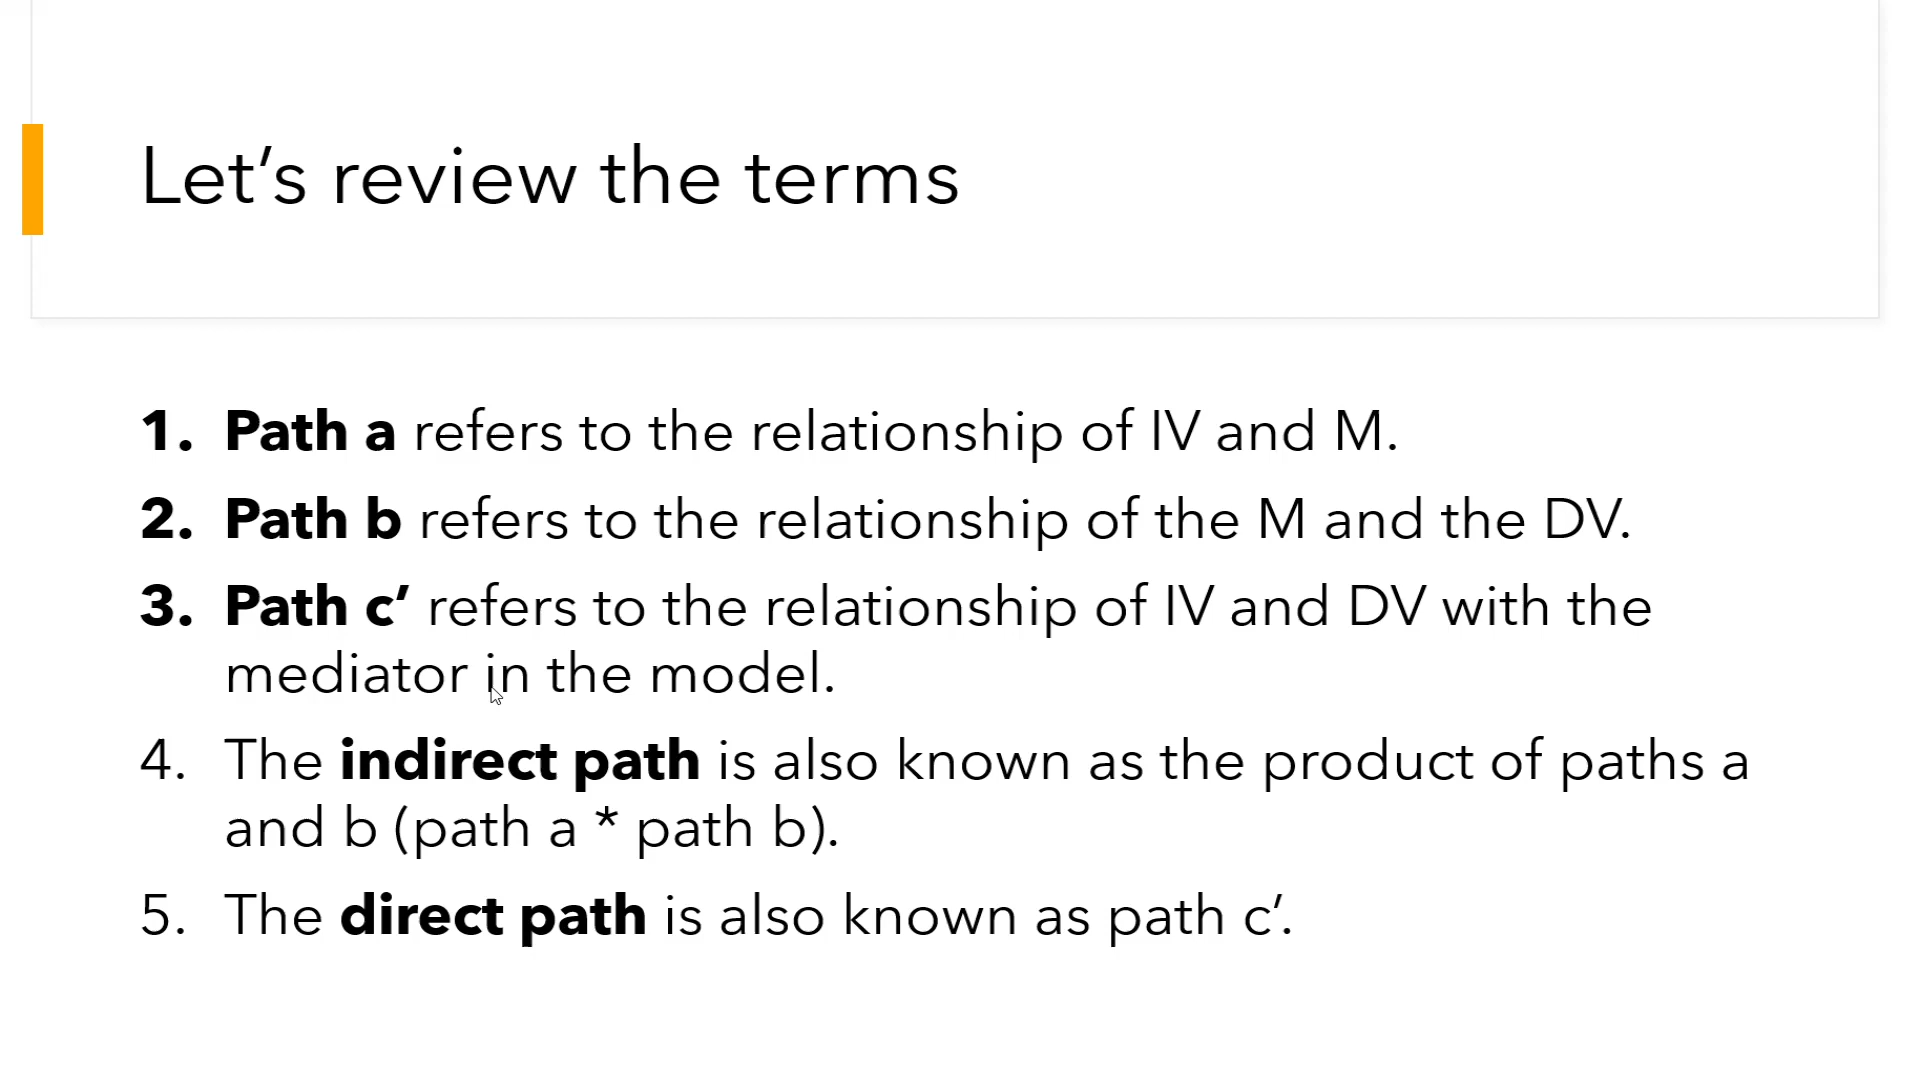 Let’s review the terms
1. Path a refers to the relationship of IV and M.
2. Path b refers to the relationship of the M and the DV.
3. Path c’ refers to the relationship of IV and DV with the
mediator in the model.
4. The indirect path is also known as the product of paths a
and b (path a * path b).
5. The direct path is also known as path c’.